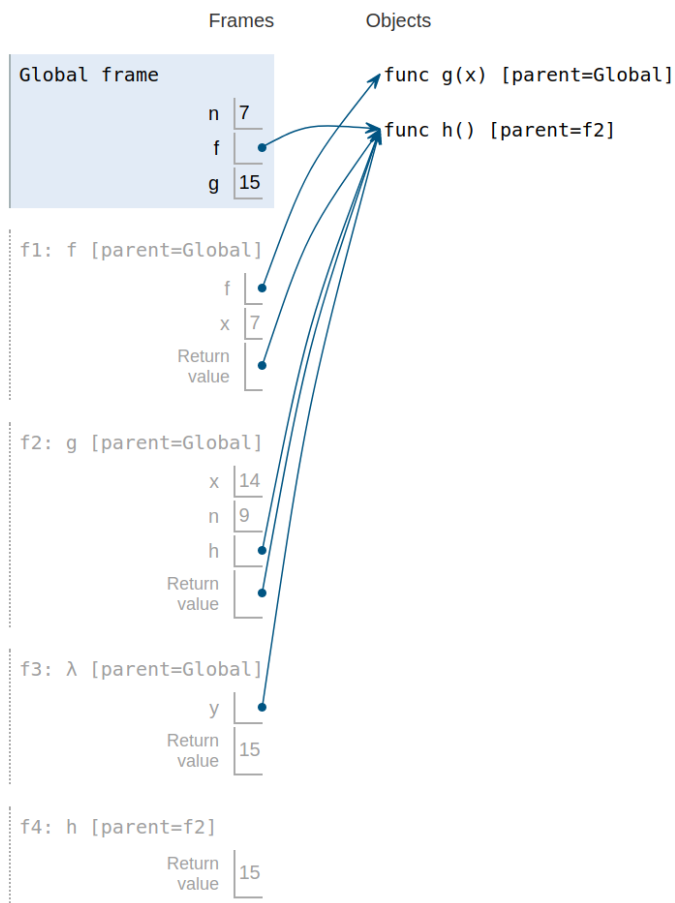 Frames Objects
Global frame func g(x) [parent=Global]
n 7 func h() [parent=f2]
f
g 15
f1: f [parent=Global]
f
x 7
Return
value
f2: g [parent=Global]
x 14
n 9
h
Return
value
f3: λ [parent=Global]
y
Return
value 15
f4: h [parent=f2]
Return
value 15